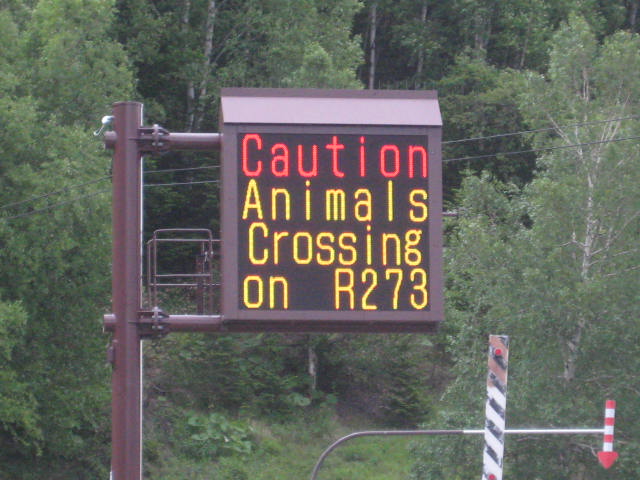 Caution
Animals
Crossing
on R273